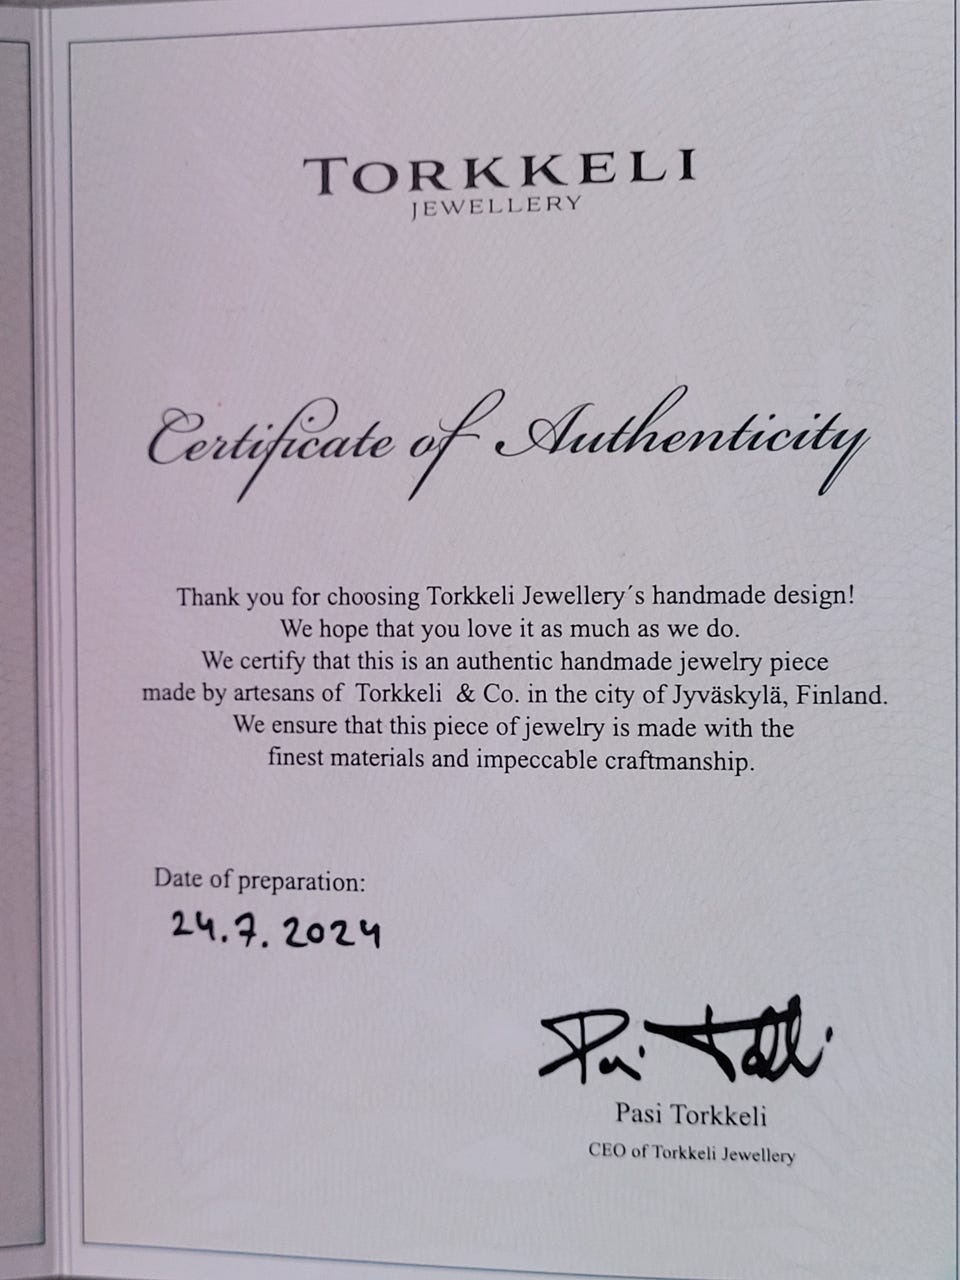 TORKKELI
JEWELLERY
Certificate of Authenticity
Thank you for choosing Torkkeli Jewellery´s handmade design!
We hope that you love it as much as we do.
We certify that this is an authentic handmade jewelry piece
made by artesans of Torkkeli & Co. in the city of Jyväskylä, Finland.
We ensure that this piece of jewelry is made with the
finest materials and impeccable craftmanship.
Date of preparation:
24.7.2024
Pasi Torkkeli
CEO of Torkkeli Jewellery